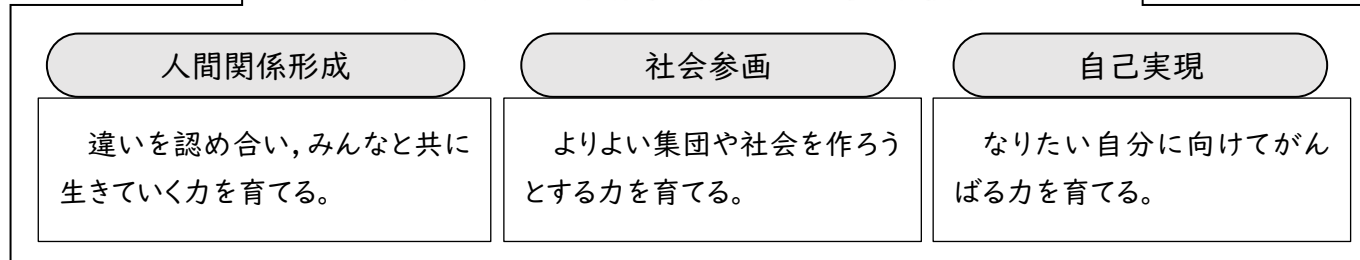 人間関係形成
違いを認め合い,みんなと共に
生きていく力を育てる。
社会参画
よりよい集団や社会を作ろう
とする力を育てる。
自己実現
なりたい自分に向けてがん
ばる力を育てる。